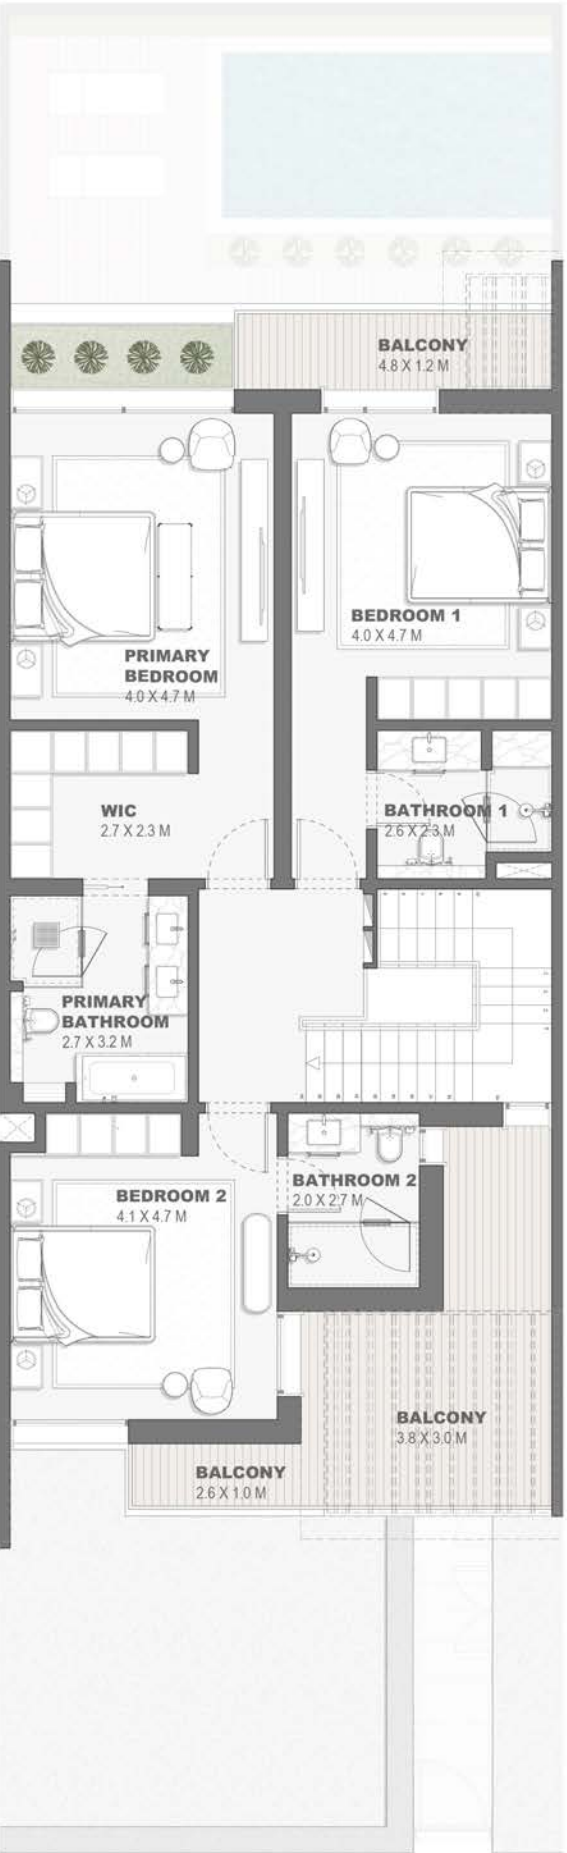 BALCONY
4.8 X 1.2 M
BEDROOM 1
4.0 X 4.7 M
PRIMARY
BEDROOM
4.0 X 4.7 M
WIC
2.7 X 2.3 M
BATHROOM 1
2.6 X 2.3 M
PRIMARY
BATHROOM
2.7 X 3.2 M
BEDROOM 2
4.1 X 4.7 M
BATHROOM 2
2.0 X 2.7 M
BALCONY
3.8 X 3.0 M
BALCONY
2.6 X 1.0 M